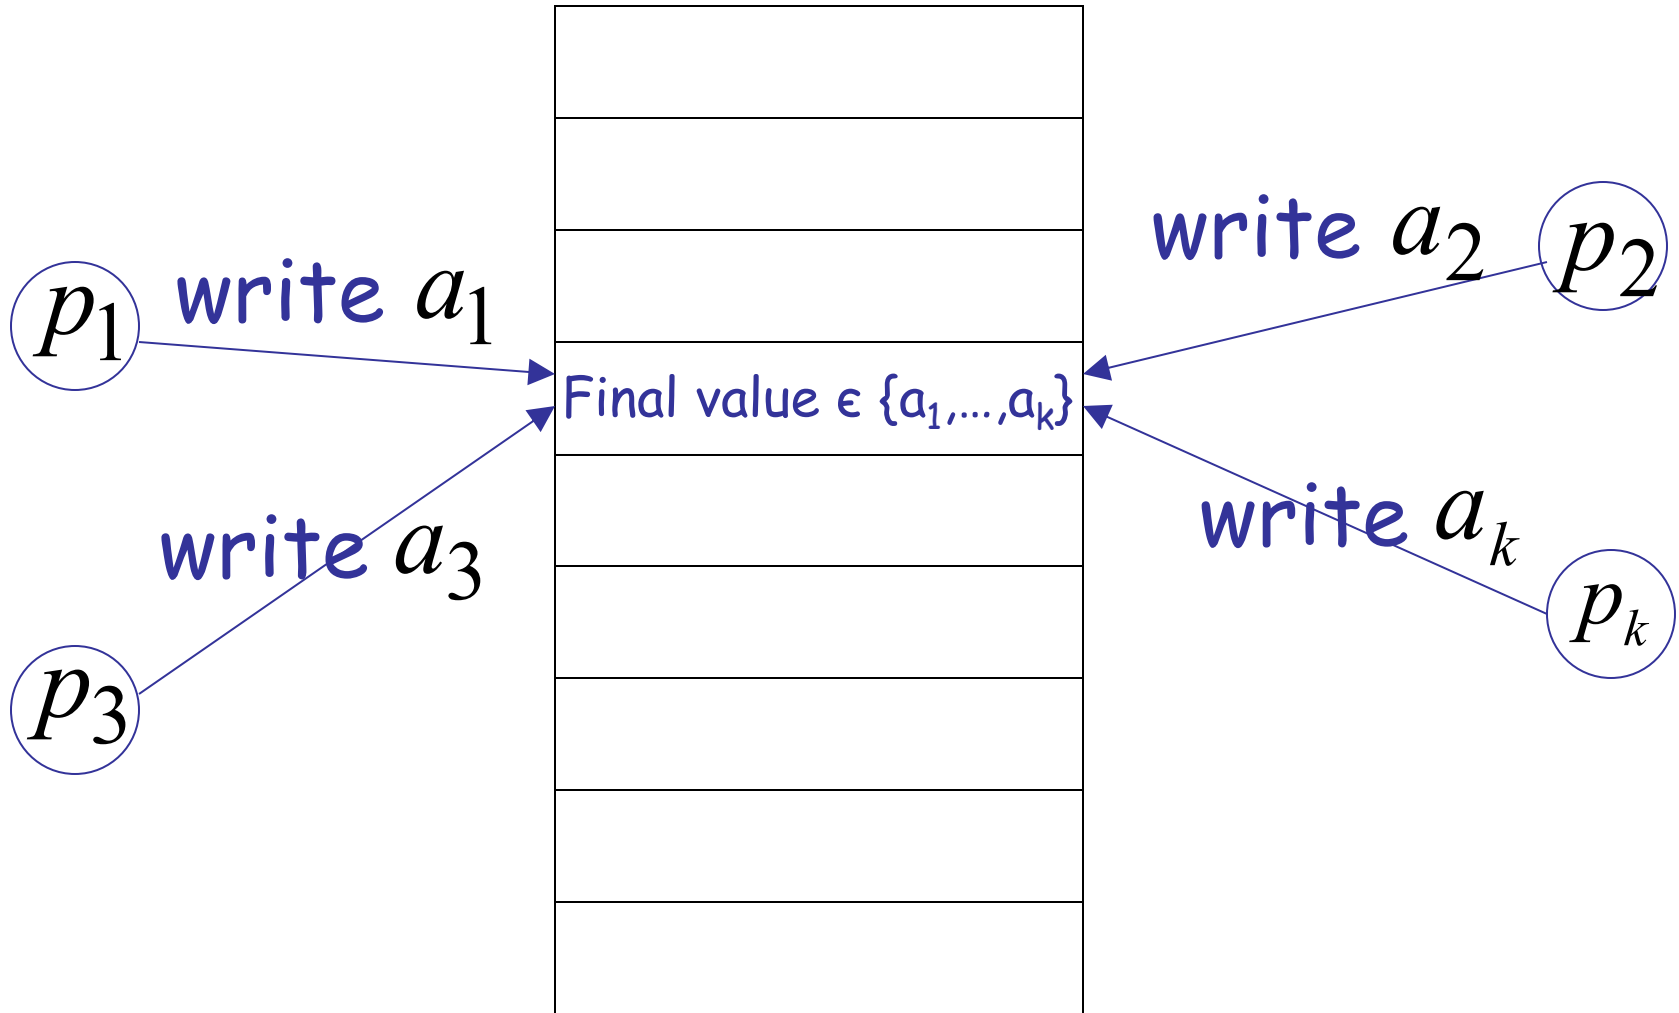 write a₂
p₂
write a₁
p₁
Final value ϵ {a₁,...,aₖ}
write aₖ
write a₃
pₖ
p₃